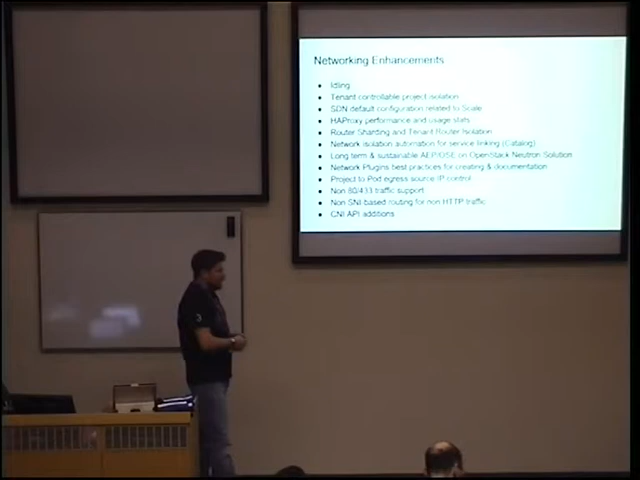 Networking Enhancements
Idling
Tenant controllable project isolation
SDN default configuration related to Scale
HAProxy performance and usage stats
Router Sharding and Tenant Router Isolation
Network isolation automation for service linking (Catalog)
Long term & sustainable AEP/OSE on OpenStack Neutron Solution
Network Plugins best practices for creating & documentation
Project to Pod egress source IP control
Non 80/433 traffic support
Non SNI-based routing for non HTTP traffic
CNI API additions